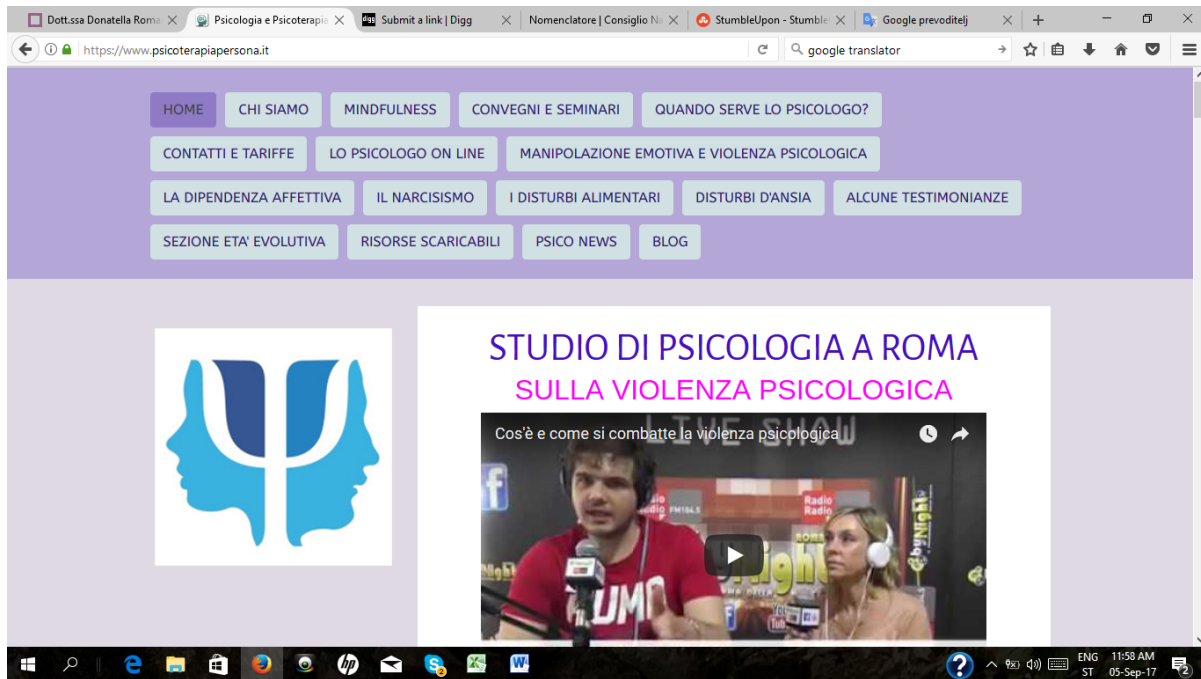 Dott.ssa Donatella Roma
Psicologia e Psicoterapia
Submit a link | Digg
Nomenclatore | Consiglio Na
StumbleUpon - Stumble
Google prevoditelj
https://www.psicoterapiapersona.it
google translator
HOME CHI SIAMO MINDFULNESS CONVEGNI E SEMINARI QUANDO SERVE LO PSICOLOGO?
CONTATTI E TARIFFE LO PSICOLOGO ON LINE MANIPOLAZIONE EMOTIVA E VIOLENZA PSICOLOGICA
LA DIPENDENZA AFFETTIVA IL NARCISISMO I DISTURBI ALIMENTARI DISTURBI D'ANSIA ALCUNE TESTIMONIANZE
SEZIONE ETA' EVOLUTIVA RISORSE SCARICABILI PSICO NEWS BLOG
STUDIO DI PSICOLOGIA A ROMA
SULLA VIOLENZA PSICOLOGICA
Cos'è e come si combatte la violenza psicologica
LIVE SHOW
Radio
Radio
ENG 11:58 AM
ST 05-Sep-17